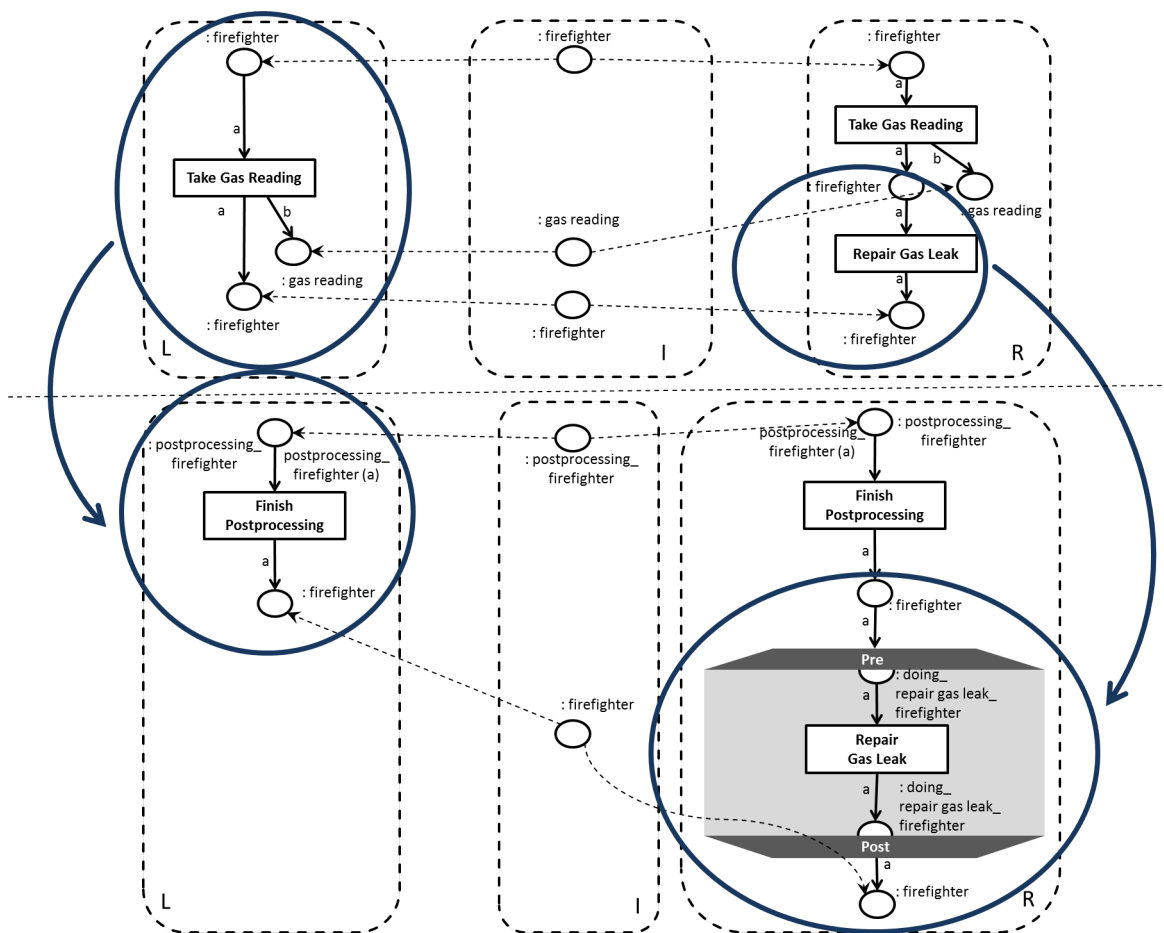 : firefighter
: firefighter
: firefighter
a
a
Take Gas Reading
Take Gas Reading
a
b
a
b
: firefighter
: gas reading
: gas reading
a
Repair Gas Leak
: gas reading
a
: firefighter
: firefighter
: firefighter
L
I
R
: postprocessing_
firefighter
postprocessing_
firefighter (a)
: postprocessing_
firefighter
postprocessing_
firefighter (a)
: postprocessing_
firefighter
Finish
Postprocessing
Finish
Postprocessing
a
a
: firefighter
: firefighter
a
Pre
: doing_
repair gas leak_
firefighter
a
: firefighter
Repair
Gas Leak
a
: doing_
repair gas leak_
firefighter
Post
a
: firefighter
L
I
R